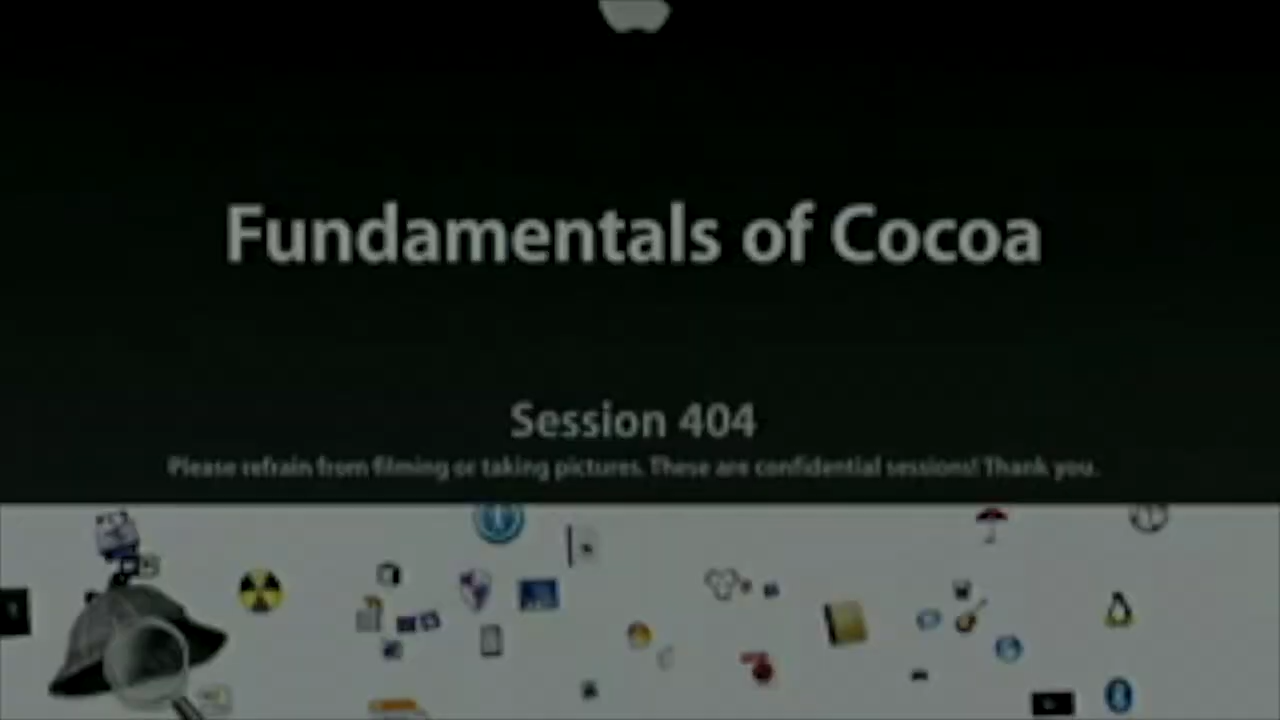 Fundamentals of Cocoa
Session 404
Please refrain from filming or taking pictures. These are confidential sessions! Thank you.